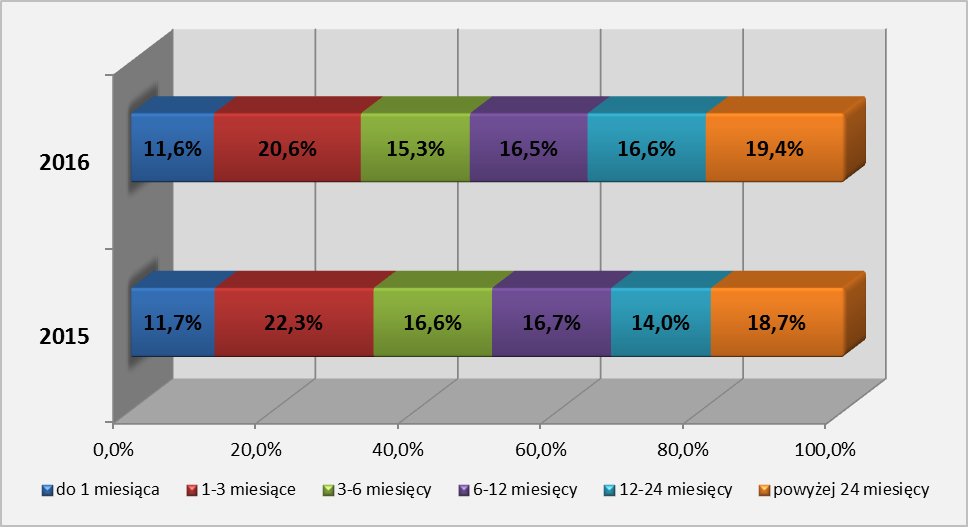 2016
11,6% 20,6% 15,3% 16,5% 16,6% 19,4%
2015
11,7% 22,3% 16,6% 16,7% 14,0% 18,7%
0,0% 20,0% 40,0% 60,0% 80,0% 100,0%
do 1 miesiąca 1-3 miesiące 3-6 miesięcy 6-12 miesięcy 12-24 miesięcy powyżej 24 miesięcy